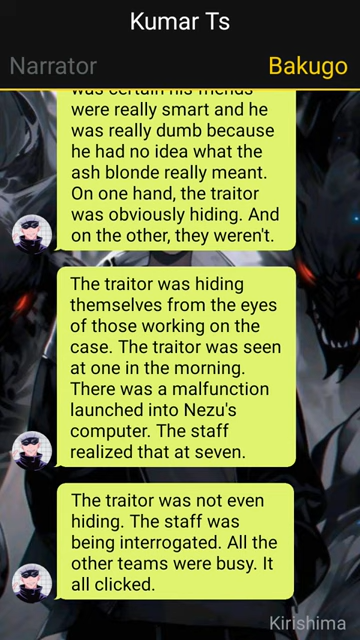 Kumar Ts
Narrator
Bakugo
was certain his friends
were really smart and he
was really dumb because
he had no idea what the
ash blonde really meant.
On one hand, the traitor
was obviously hiding. And
on the other, they weren't.
The traitor was hiding
themselves from the eyes
of those working on the
case. The traitor was seen
at one in the morning.
There was a malfunction
launched into Nezu's
computer. The staff
realized that at seven.
The traitor was not even
hiding. The staff was
being interrogated. All the
other teams were busy. It
all clicked.
Kirishima